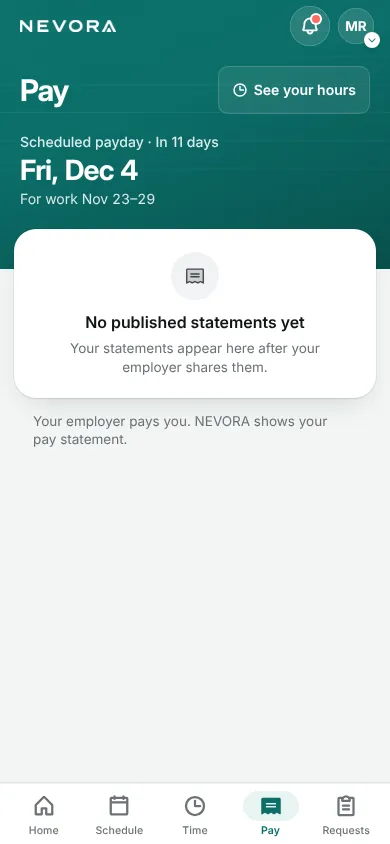 NEVORA
MR
Pay
See your hours
Scheduled payday · In 11 days
Fri, Dec 4
For work Nov 23–29
No published statements yet
Your statements appear here after your
employer shares them.
Your employer pays you. NEVORA shows your
pay statement.
Home
Schedule
Time
Pay
Requests